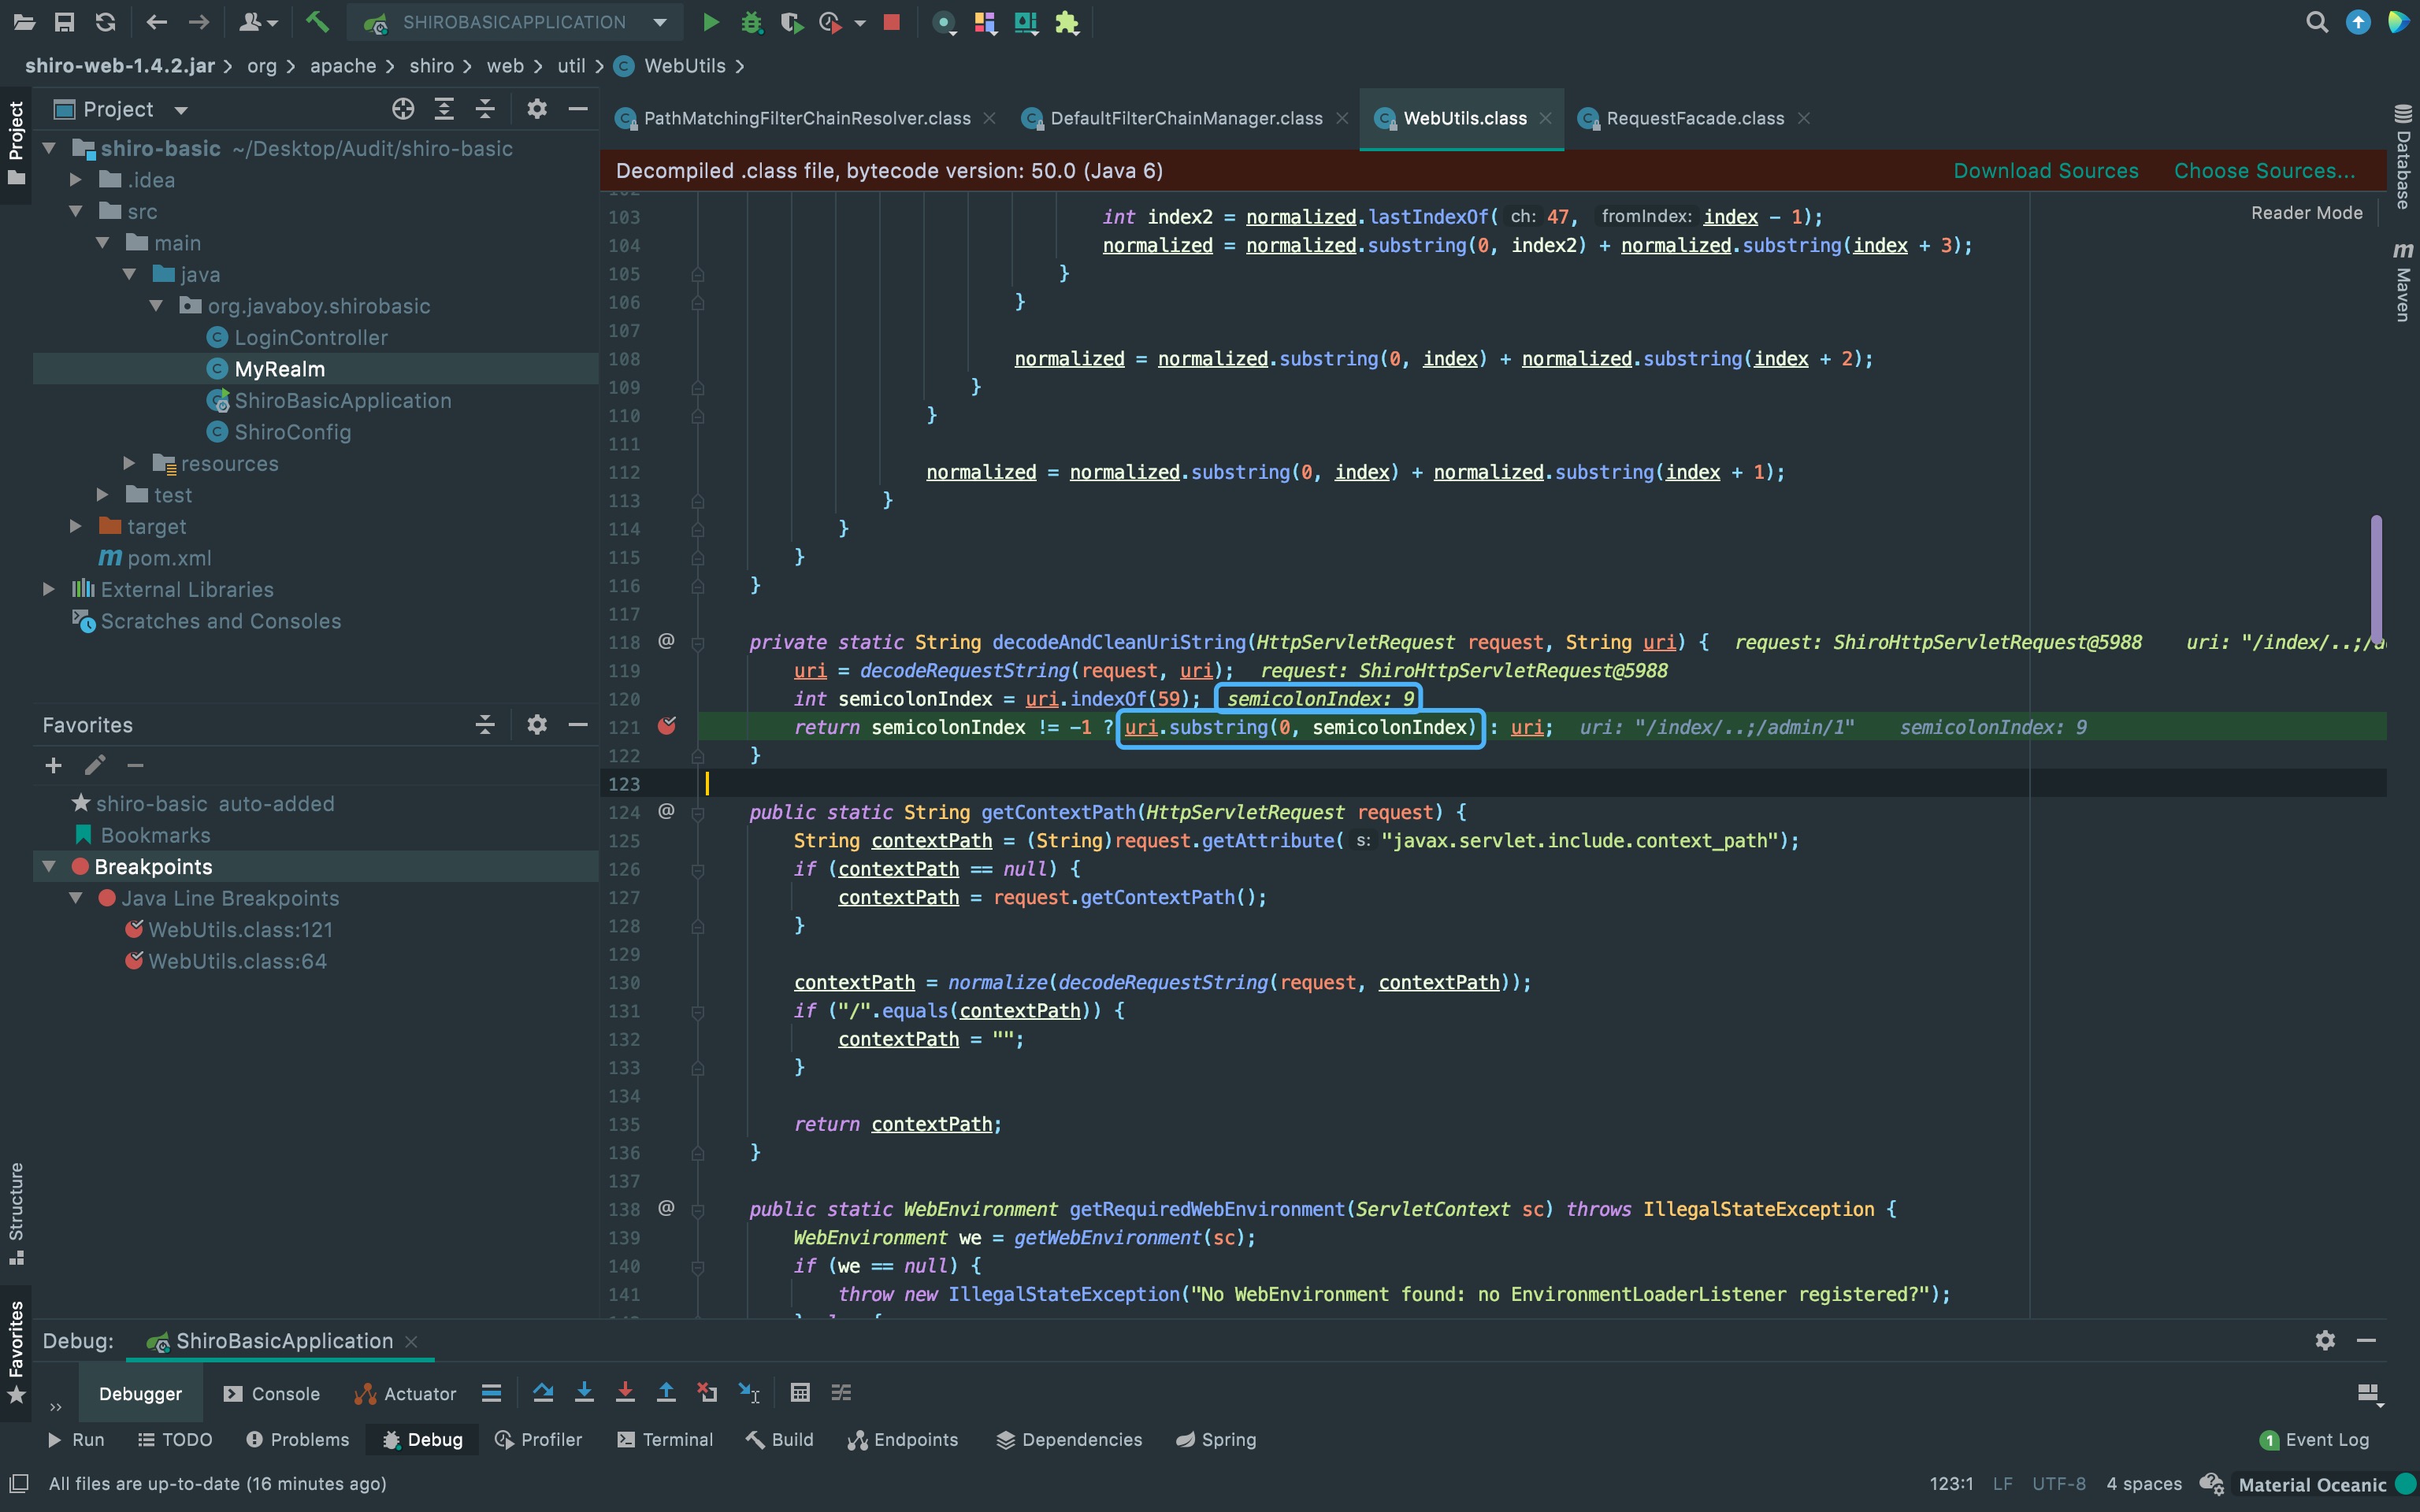 SHIROBASICAPPLICATION
shiro-web-1.4.2.jar > org > apache > shiro > web > util > WebUtils >
Project
Project
shiro-basic ~/Desktop/Audit/shiro-basic
.idea
src
main
java
org.javaboy.shirobasic
LoginController
MyRealm
ShiroBasicApplication
ShiroConfig
resources
test
target
pom.xml
External Libraries
Scratches and Consoles
Favorites
shiro-basic auto-added
Bookmarks
Breakpoints
Java Line Breakpoints
WebUtils.class:121
WebUtils.class:64
Structure
Favorites
PathMatchingFilterChainResolver.class
DefaultFilterChainManager.class
WebUtils.class
RequestFacade.class
Decompiled .class file, bytecode version: 50.0 (Java 6)
Download Sources
Choose Sources...
Reader Mode
Database
Maven
103 int index2 = normalized.lastIndexOf( ch: 47, fromIndex: index - 1);
104 normalized = normalized.substring(0, index2) + normalized.substring(index + 3);
105 }
106 }
107
108 normalized = normalized.substring(0, index) + normalized.substring(index + 2);
109 }
110 }
111
112 normalized = normalized.substring(0, index) + normalized.substring(index + 1);
113 }
114 }
115 }
116 }
117
118 @ private static String decodeAndCleanUriString(HttpServletRequest request, String uri) { request: ShiroHttpServletRequest@5988 uri: "/index/..;/a
119 uri = decodeRequestString(request, uri); request: ShiroHttpServletRequest@5988
120 int semicolonIndex = uri.indexOf(59); semicolonIndex: 9
121 return semicolonIndex != -1 ? uri.substring(0, semicolonIndex) : uri; uri: "/index/..;/admin/1" semicolonIndex: 9
122 }
123
124 @ public static String getContextPath(HttpServletRequest request) {
125 String contextPath = (String)request.getAttribute( s: "javax.servlet.include.context_path");
126 if (contextPath == null) {
127 contextPath = request.getContextPath();
128 }
129
130 contextPath = normalize(decodeRequestString(request, contextPath));
131 if ("/".equals(contextPath)) {
132 contextPath = "";
133 }
134
135 return contextPath;
136 }
137
138 @ public static WebEnvironment getRequiredWebEnvironment(ServletContext sc) throws IllegalStateException {
139 WebEnvironment we = getWebEnvironment(sc);
140 if (we == null) {
141 throw new IllegalStateException("No WebEnvironment found: no EnvironmentLoaderListener registered?");
Debug: ShiroBasicApplication
Debugger Console Actuator
Run TODO Problems Debug Profiler Terminal Build Endpoints Dependencies Spring 1 Event Log
All files are up-to-date (16 minutes ago) 123:1 LF UTF-8 4 spaces Material Oceanic